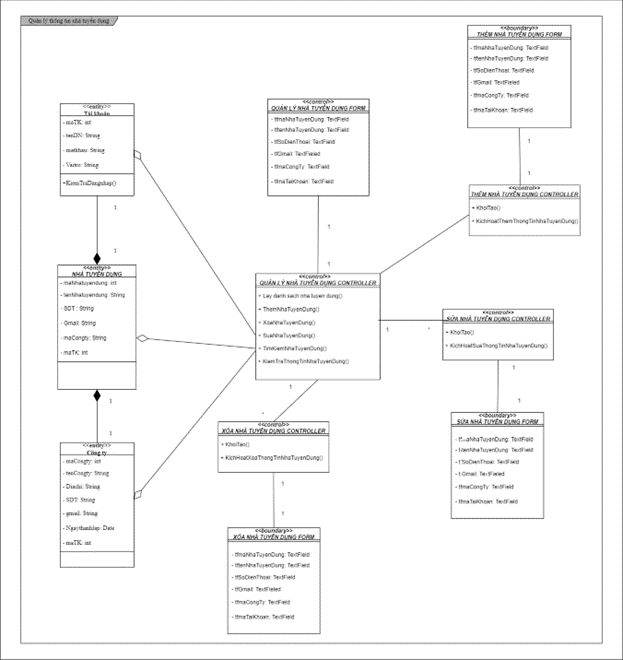 Quản lý thông tin nhà tuyển dụng
<<boundary>>
THÊM NHÀ TUYỂN DỤNG FORM
- tfmaNhaTuyenDung: TextField
- tftenNhaTuyenDung: TextField
- tfSoDienThoai: TextField
- tfGmail: TextField
- tfmaCongTy: TextField
- tfmaTaiKhoan: TextField
<<entity>>
Tài khoản
- maTK: int
- tenDN: String
- matkhau: String
- Vaitro: String
+KiemTraDangnhap()
<<control>>
QUẢN LÝ NHÀ TUYỂN DỤNG FORM
- tfmaNhaTuyenDung: TextField
- tftenNhaTuyenDung: TextField
- tfSoDienThoai: TextField
- tfGmail: TextFieled
- tfmaCongTy: TextField
- tfmaTaiKhoan: TextField
1
<<control>>
THÊM NHÀ TUYỂN DỤNG CONTROLLER
+ KhoiTao()
+ KichHoatThemThongTinNhaTuyenDung()
1
1
1
1
1
<<entity>>
NHÀ TUYỂN DỤNG
- manhatuyendung: int
- tenNhatuyendung: String
- SDT : String
- Gmail: String
- maCongty: String
- maTK: int
<<control>>
QUẢN LÝ NHÀ TUYỂN DỤNG CONTROLLER
+ Lay danh sach nha tuyen dung()
+ ThemNhaTuyenDung()
+ XoaNhaTuyenDung()
+ SuaNhaTuyenDung()
+ TimKiemNhaTuyenDung()
+ KienTraThongTinNhaTuyenDung()
1
*
<<control>>
SỬA NHÀ TUYỂN DỤNG CONTROLLER
+ KhoiTao()
+ KichHoatSuaThongTinNhaTuyenDung()
1
1
1
1
1
*
<<entity>>
Công ty
- maCongty: int
- tenCongty: String
- Diachi: String
- SDT: String
- gmail: String
- Ngaythanhlap: Date
- maTK: int
<<control>>
XÓA NHÀ TUYỂN DỤNG CONTROLLER
+ KhoiTao()
+ KichHoatXoaThongTinNhaTuyenDung()
<<boundary>>
SỬA NHÀ TUYỂN DỤNG FORM
NhaTuyenDung: TextField
NhaTuyenDung: TextField
SoDienThoai: TextField
Gmail: TextFieled
- tfmaCongTy: TextField
- tfmaTaiKhoan: TextField
1
1
<<boundary>>
XÓA NHÀ TUYỂN DỤNG FORM
- tfmaNhaTuyenDung: TextField
- tftenNhaTuyenDung: TextField
- tfSoDienThoai: TextField
- tfGmail: TextFieled
- tfmaCongTy: TextField
- tfmaTaiKhoan: TextField